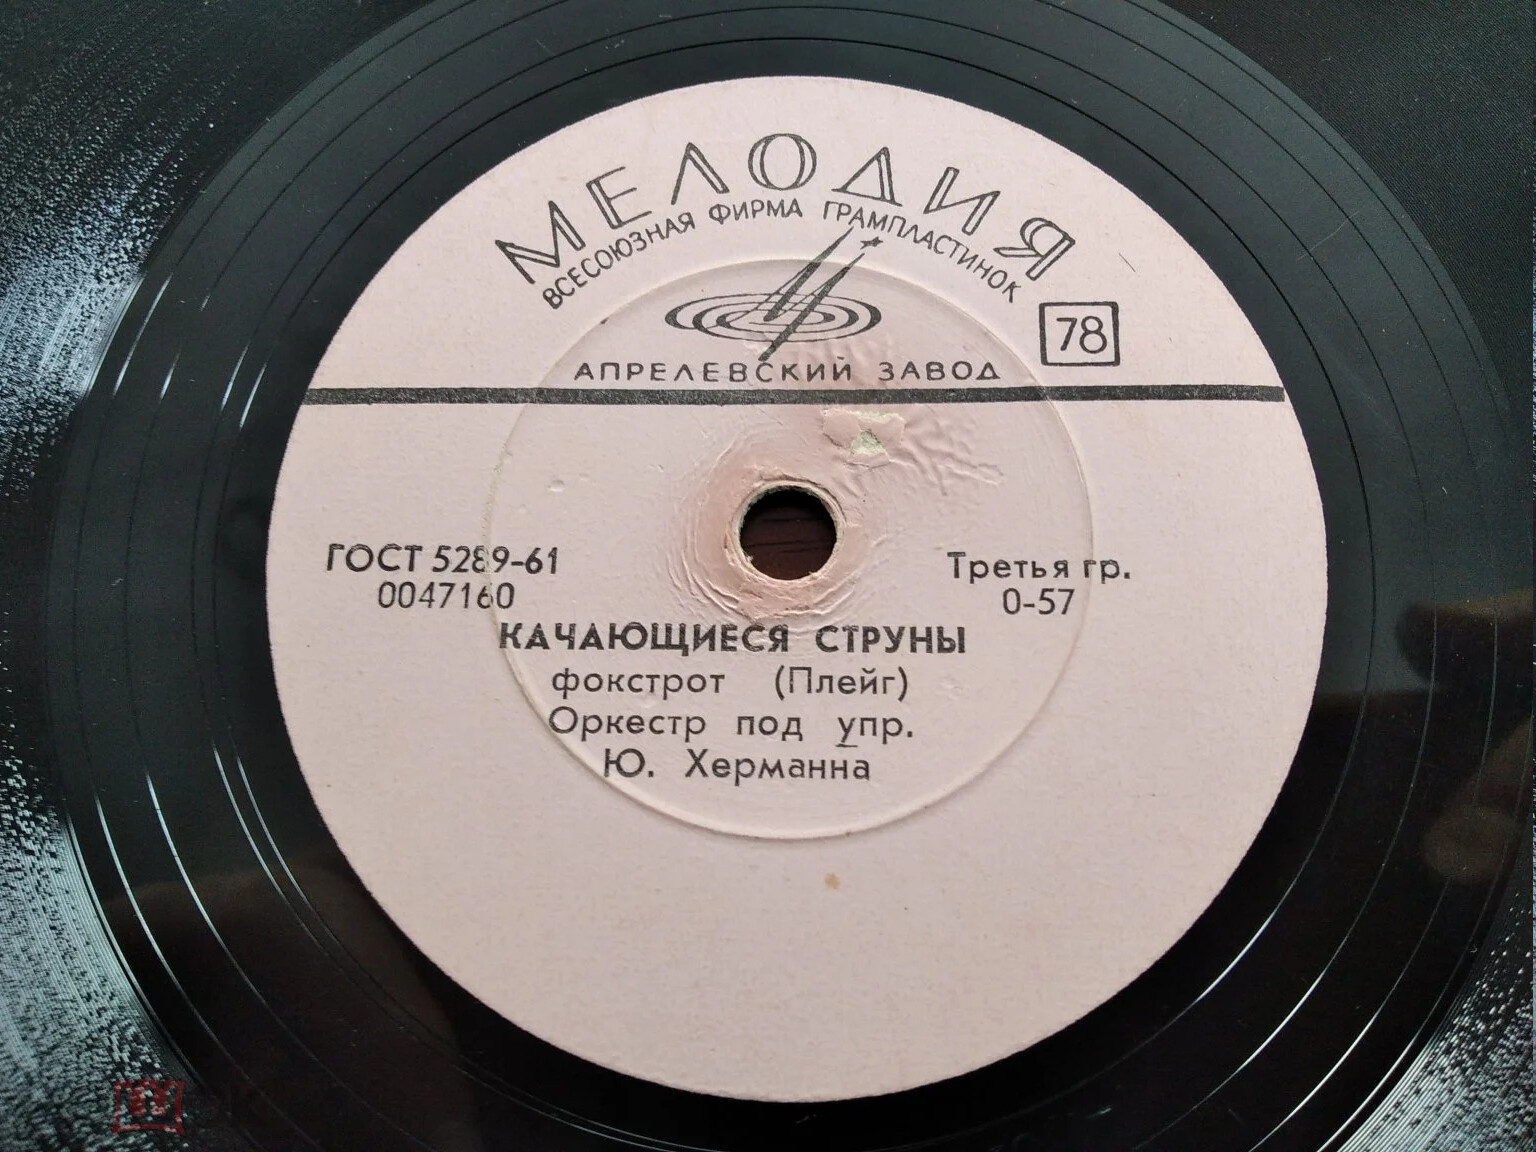 МЕЛОДИЯ
ВСЕСОЮЗНАЯ ФИРМА ГРАМПЛАСТИНОК
78
АПРЕЛЕВСКИЙ ЗАВОД
ГОСТ 5289-61
0047160
Третья гр.
0-57
КАЧАЮЩИЕСЯ СТРУНЫ
фокстрот (Плейг)
Оркестр под упр.
Ю. Херманна